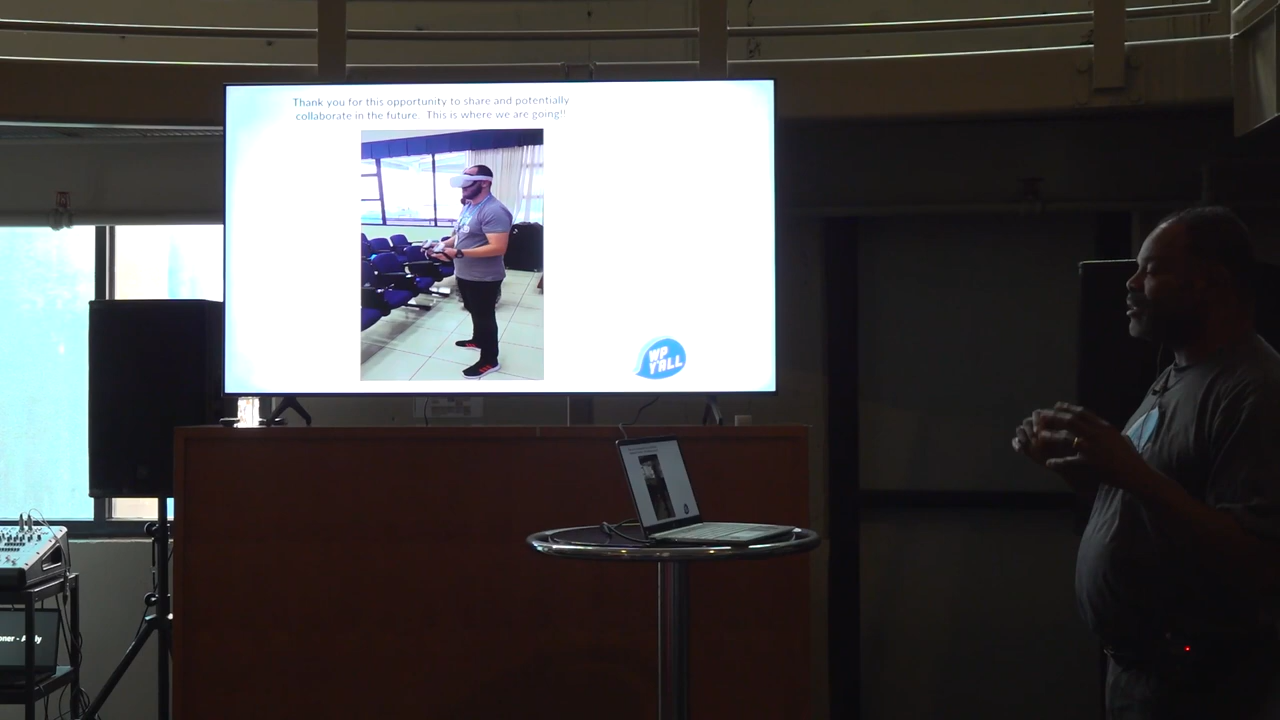 Thank you for this opportunity to share and potentially
collaborate in the future. This is where we are going!!
WP
Y'ALL